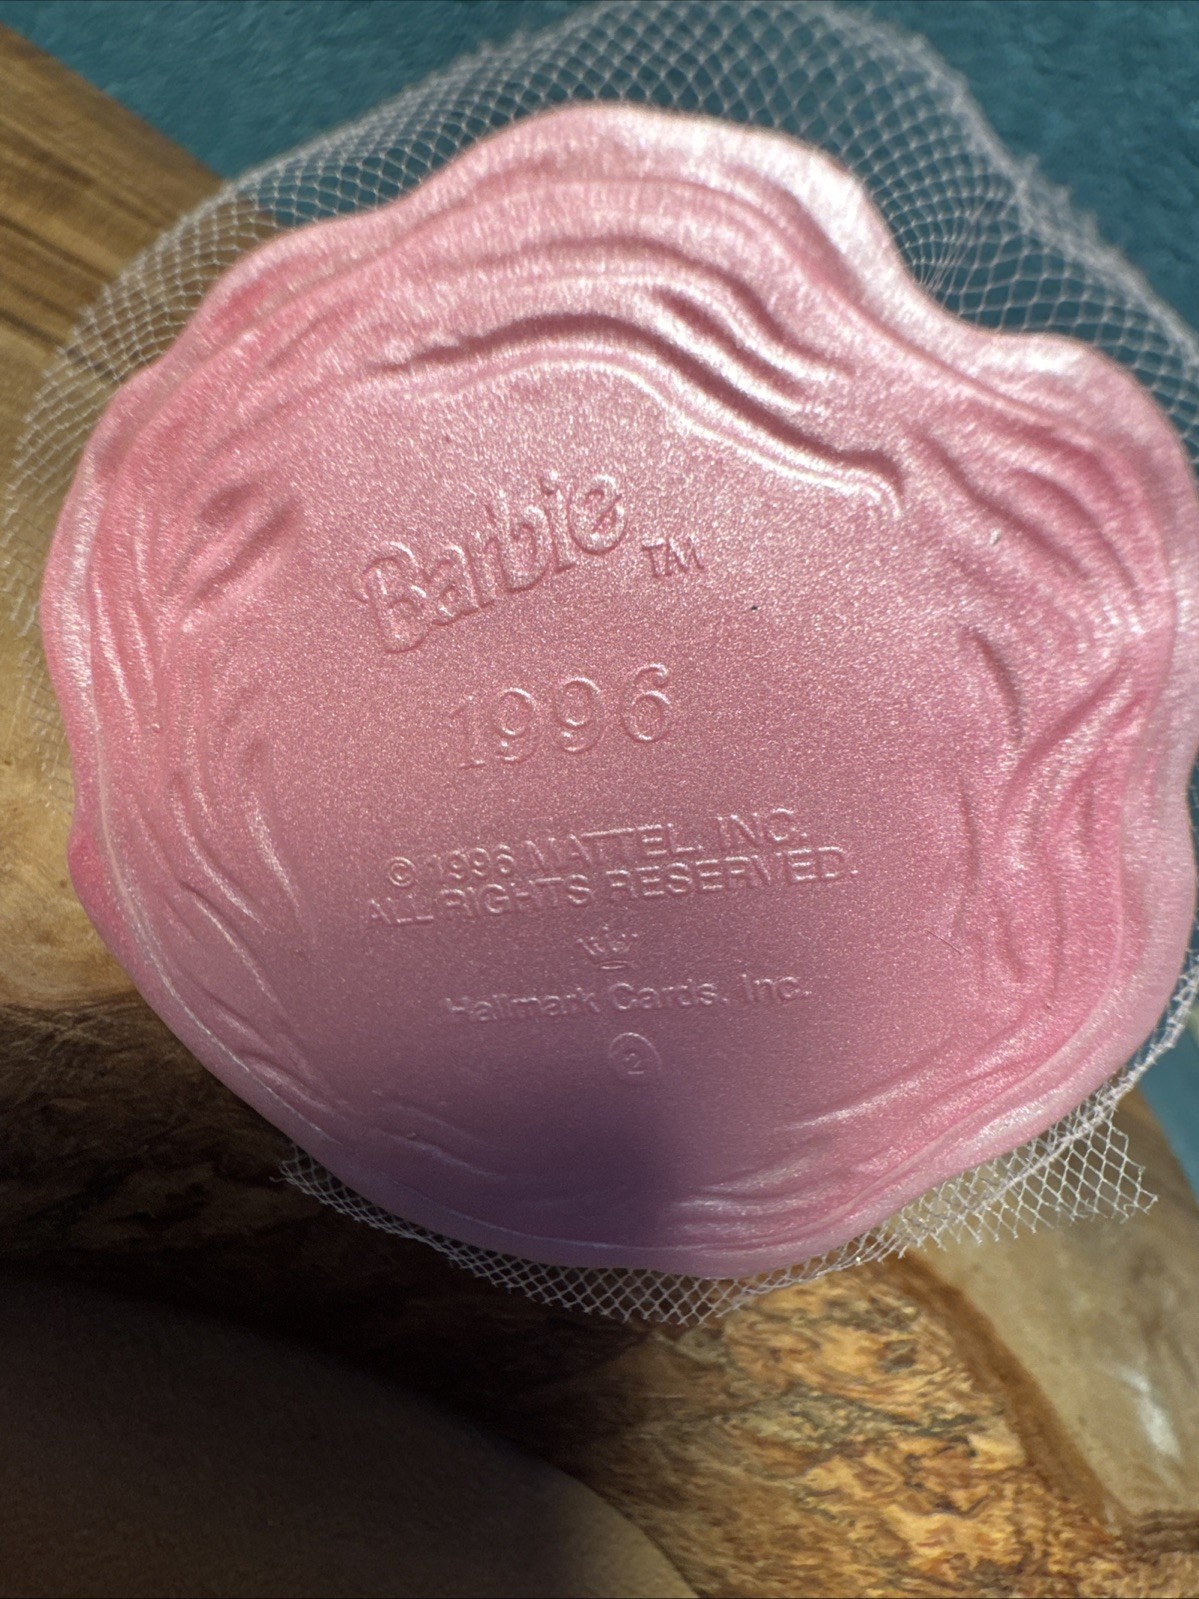 Barbie TM
1996
© 1996 MATTEL, INC.
ALL RIGHTS RESERVED.
Hallmark Cards, Inc.
2